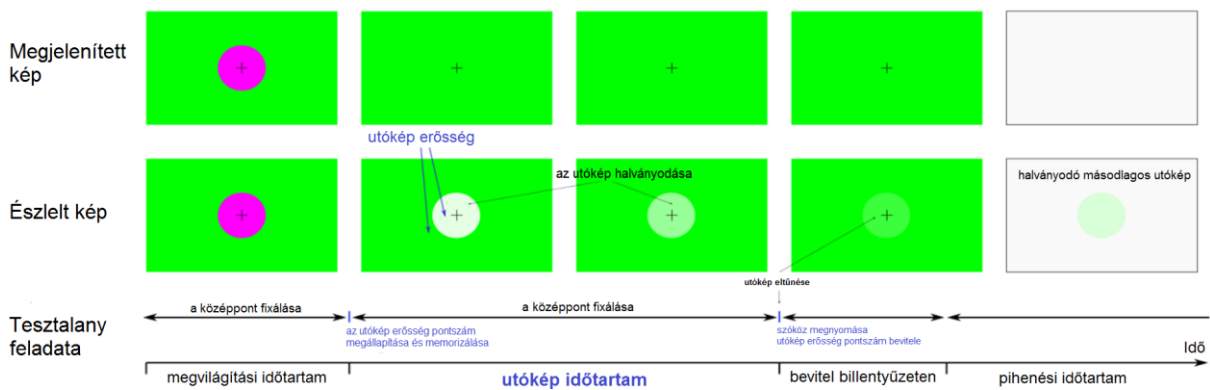 Megjelenített
kép
utókép erősség
az utókép halványodása
halványodó másodlagos utókép
Észlelt kép
utókép eltűnése
a középpont fixálása
a középpont fixálása
Tesztalany
feladata
az utókép erősség pontszám
megállapítása és memorizálása
szóköz megnyomása
utókép erősség pontszám bevitele
Idő
megvilágítási időtartam
utókép időtartam
bevitel billentyűzeten
pihenési időtartam